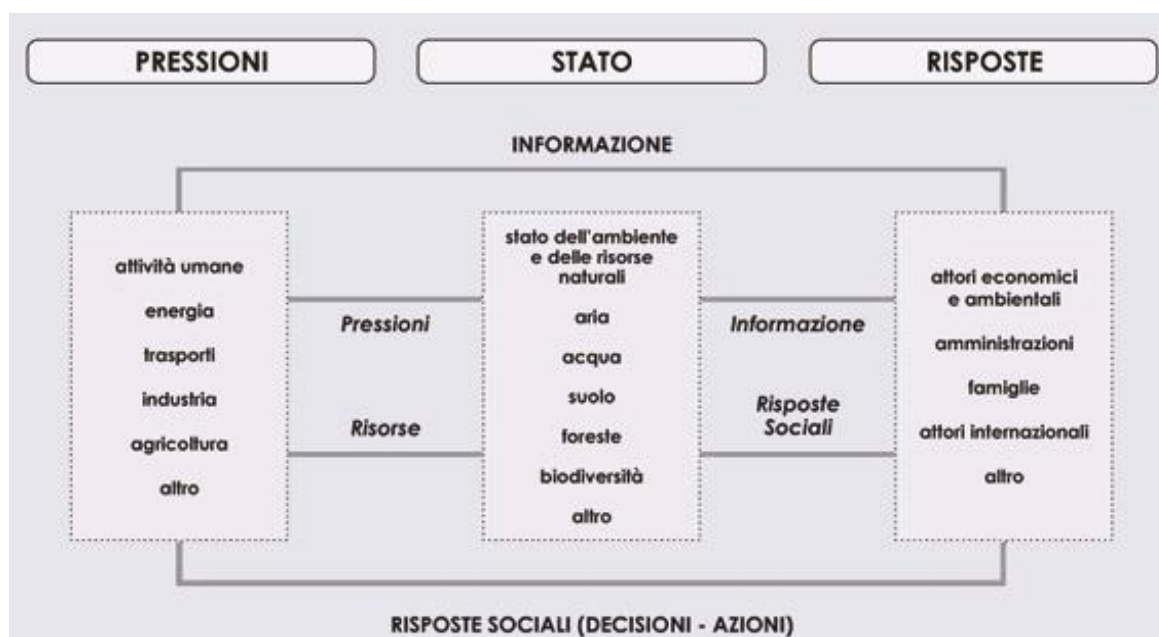 PRESSIONI
STATO
RISPOSTE
INFORMAZIONE
attività umane
energia
trasporti
industria
agricoltura
altro
Pressioni
Risorse
stato dell'ambiente
e delle risorse
naturali
aria
acqua
suolo
foreste
biodiversità
altro
Informazione
Risposte
Sociali
attori economici
e ambientali
amministrazioni
famiglie
attori internazionali
altro
RISPOSTE SOCIALI (DECISIONI - AZIONI)